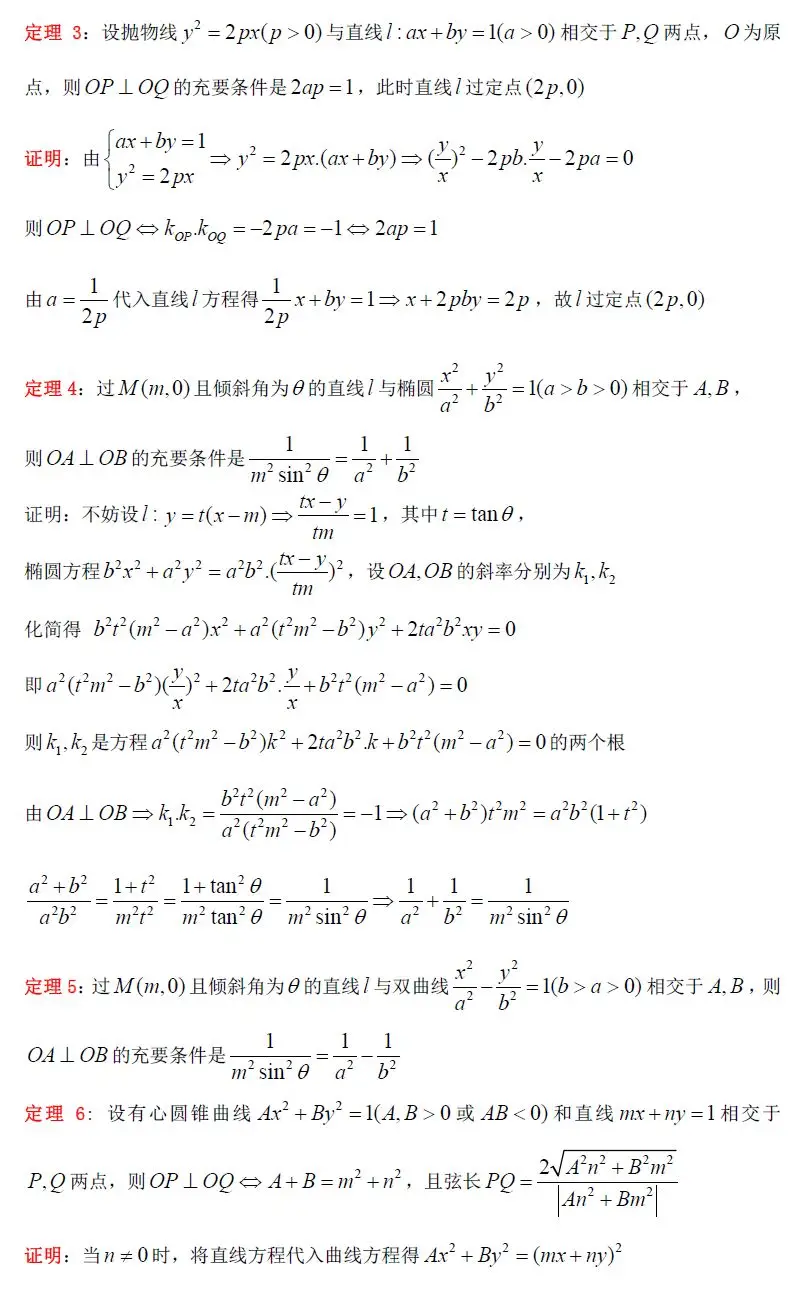 定理 3：设抛物线 $y^2=2px(p>0)$ 与直线 $l:ax+by=1(a>0)$ 相交于 $P,Q$ 两点，$O$ 为原
点，则 $OP\perp OQ$ 的充要条件是 $2ap=1$，此时直线 $l$ 过定点 $(2p,0)$
证明：由 $\begin{cases}ax+by=1\\y^2=2px\end{cases}\Rightarrow y^2=2px.(ax+by)\Rightarrow(\frac{y}{x})^2-2pb.\frac{y}{x}-2pa=0$
则 $OP\perp OQ\Leftrightarrow k_{OP}.k_{OQ}=-2pa=-1\Leftrightarrow 2ap=1$
由 $a=\frac{1}{2p}$ 代入直线 $l$ 方程得 $\frac{1}{2p}x+by=1\Rightarrow x+2pby=2p$，故 $l$ 过定点 $(2p,0)$
定理 4：过 $M(m,0)$ 且倾斜角为 $\theta$ 的直线 $l$ 与椭圆 $\frac{x^2}{a^2}+\frac{y^2}{b^2}=1(a>b>0)$ 相交于 $A,B$，
则 $OA\perp OB$ 的充要条件是 $\frac{1}{m^2\sin^2\theta}=\frac{1}{a^2}+\frac{1}{b^2}$
证明：不妨设 $l:y=t(x-m)\Rightarrow\frac{tx-y}{tm}=1$，其中 $t=\tan\theta$，
椭圆方程 $b^2x^2+a^2y^2=a^2b^2.(\frac{tx-y}{tm})^2$，设 $OA,OB$ 的斜率分别为 $k_1,k_2$
化简得 $b^2t^2(m^2-a^2)x^2+a^2(t^2m^2-b^2)y^2+2ta^2b^2xy=0$
即 $a^2(t^2m^2-b^2)(\frac{y}{x})^2+2ta^2b^2.\frac{y}{x}+b^2t^2(m^2-a^2)=0$
则 $k_1,k_2$ 是方程 $a^2(t^2m^2-b^2)k^2+2ta^2b^2.k+b^2t^2(m^2-a^2)=0$ 的两个根
由 $OA\perp OB\Rightarrow k_1.k_2=\frac{b^2t^2(m^2-a^2)}{a^2(t^2m^2-b^2)}=-1\Rightarrow(a^2+b^2)t^2m^2=a^2b^2(1+t^2)$
$\frac{a^2+b^2}{a^2b^2}=\frac{1+t^2}{m^2t^2}=\frac{1+\tan^2\theta}{m^2\tan^2\theta}=\frac{1}{m^2\sin^2\theta}\Rightarrow\frac{1}{a^2}+\frac{1}{b^2}=\frac{1}{m^2\sin^2\theta}$
定理 5：过 $M(m,0)$ 且倾斜角为 $\theta$ 的直线 $l$ 与双曲线 $\frac{x^2}{a^2}-\frac{y^2}{b^2}=1(b>a>0)$ 相交于 $A,B$，则
$OA\perp OB$ 的充要条件是 $\frac{1}{m^2\sin^2\theta}=\frac{1}{a^2}-\frac{1}{b^2}$
定理 6：设有心圆锥曲线 $Ax^2+By^2=1(A,B>0$ 或 $AB<0)$ 和直线 $mx+ny=1$ 相交于
$P,Q$ 两点，则 $OP\perp OQ\Leftrightarrow A+B=m^2+n^2$，且弦长 $PQ=\frac{2\sqrt{A^2n^2+B^2m^2}}{|An^2+Bm^2|}$
证明：当 $n\neq 0$ 时，将直线方程代入曲线方程得 $Ax^2+By^2=(mx+ny)^2$